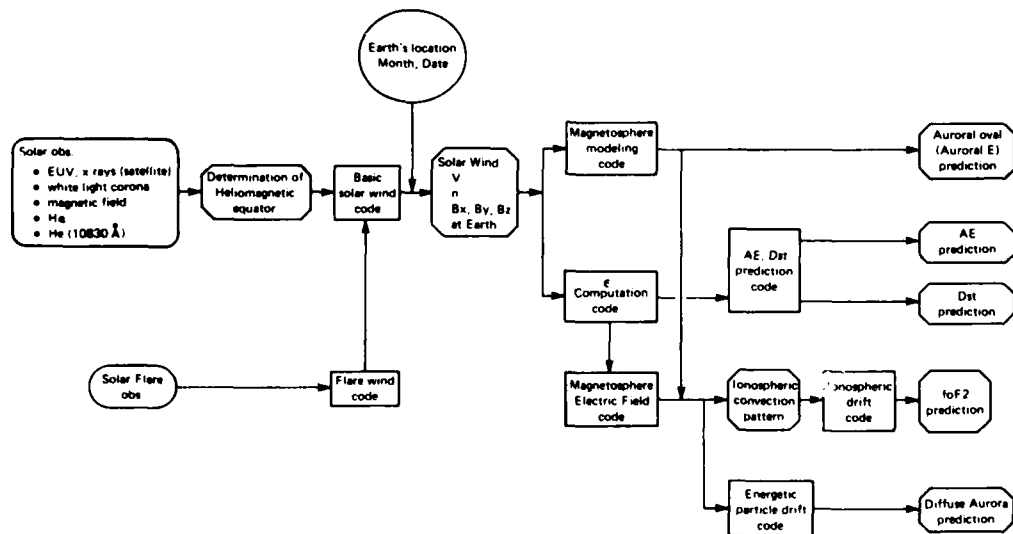 Earth's location
Month, Date
Solar obs.
• EUV, x rays (satellite)
• white light corona
• magnetic field
• Hα
• He (10830 Å)
Determination of
Heliomagnetic
equator
Basic
solar wind
code
Solar Wind
V
n
Bx, By, Bz
at Earth
Magnetosphere
modeling
code
Auroral oval
(Auroral E)
prediction
ε
Computation
code
AE, Dst
prediction
code
AE
prediction
Dst
prediction
Solar Flare
obs
Flare wind
code
Magnetosphere
Electric Field
code
Ionospheric
convection
pattern
Ionospheric
drift
code
foF2
prediction
Energetic
particle drift
code
Diffuse Aurora
prediction